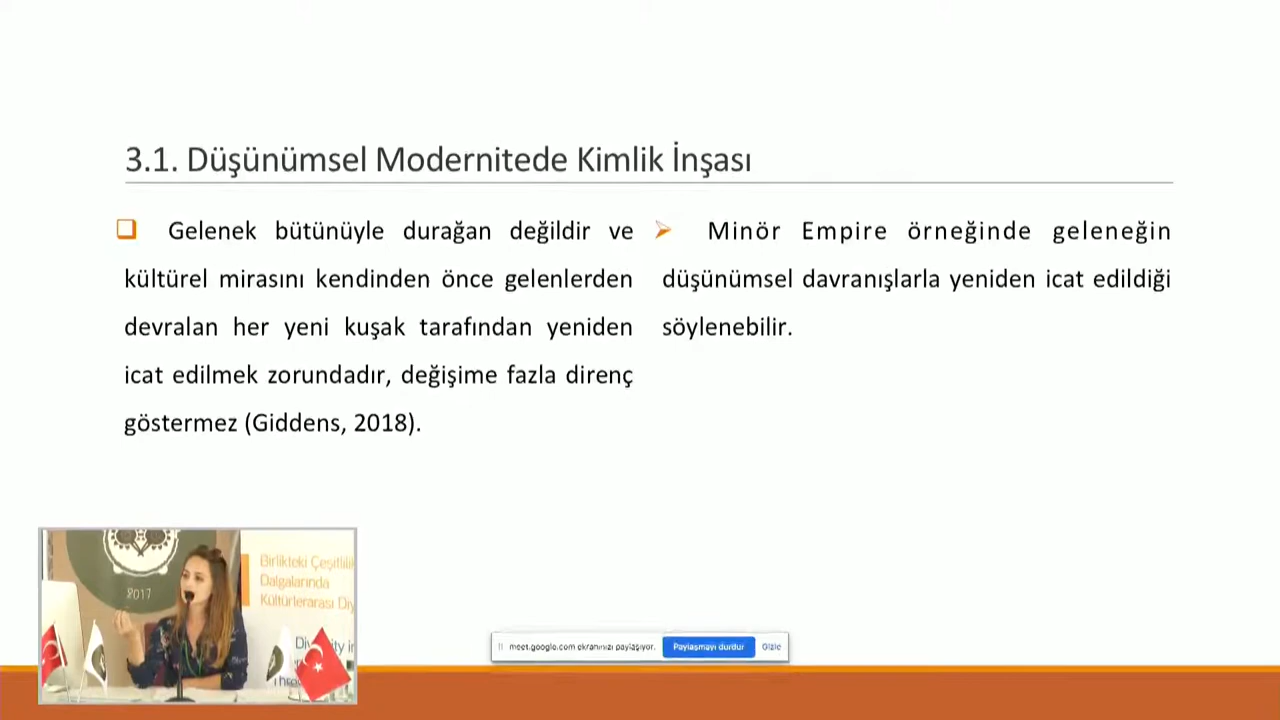 3.1. Düşünümsel Modernitede Kimlik İnşası
Gelenek bütünüyle durağan değildir ve
kültürel mirasını kendinden önce gelenlerden
devralan her yeni kuşak tarafından yeniden
icat edilmek zorundadır, değişime fazla direnç
göstermez (Giddens, 2018).
Minör Empire örneğinde geleneğin
düşünümsel davranışlarla yeniden icat edildiği
söylenebilir.
2017
Birlikteki Çeşitlilik
Dalgalarında
Kültürlerarası Diy
meet.google.com ekranınızı paylaşıyor.
Paylaşmayı durdur
Gizle